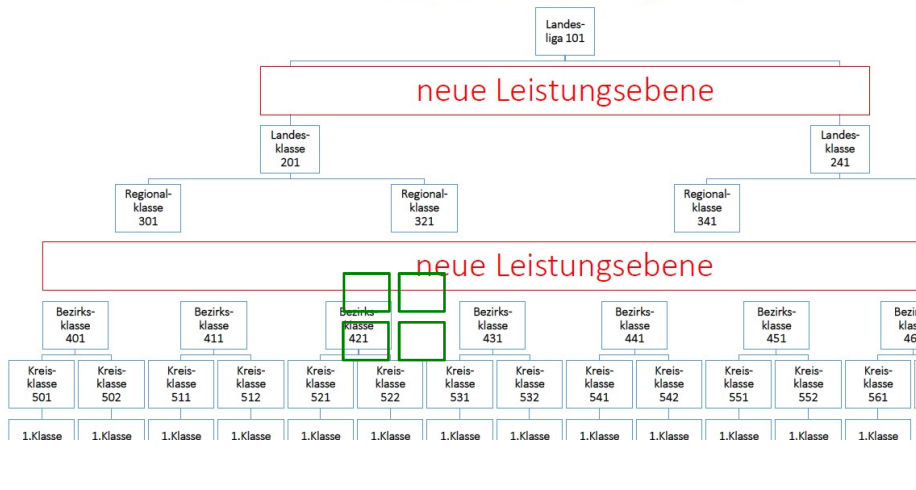 Landes-
liga 101
neue Leistungsebene
Landes-
klasse
201
Landes-
klasse
241
Regional-
klasse
301
Regional-
klasse
321
Regional-
klasse
341
neue Leistungsebene
Bezirks-
klasse
401
Bezirks-
klasse
411
Bezirks-
klasse
421
Bezirks-
klasse
431
Bezirks-
klasse
441
Bezirks-
klasse
451
Kreis-
klasse
501
Kreis-
klasse
502
Kreis-
klasse
511
Kreis-
klasse
512
Kreis-
klasse
521
Kreis-
klasse
522
Kreis-
klasse
531
Kreis-
klasse
532
Kreis-
klasse
541
Kreis-
klasse
542
Kreis-
klasse
551
Kreis-
klasse
552
Kreis-
klasse
561
1.Klasse
1.Klasse
1.Klasse
1.Klasse
1.Klasse
1.Klasse
1.Klasse
1.Klasse
1.Klasse
1.Klasse
1.Klasse
1.Klasse
1.Klasse